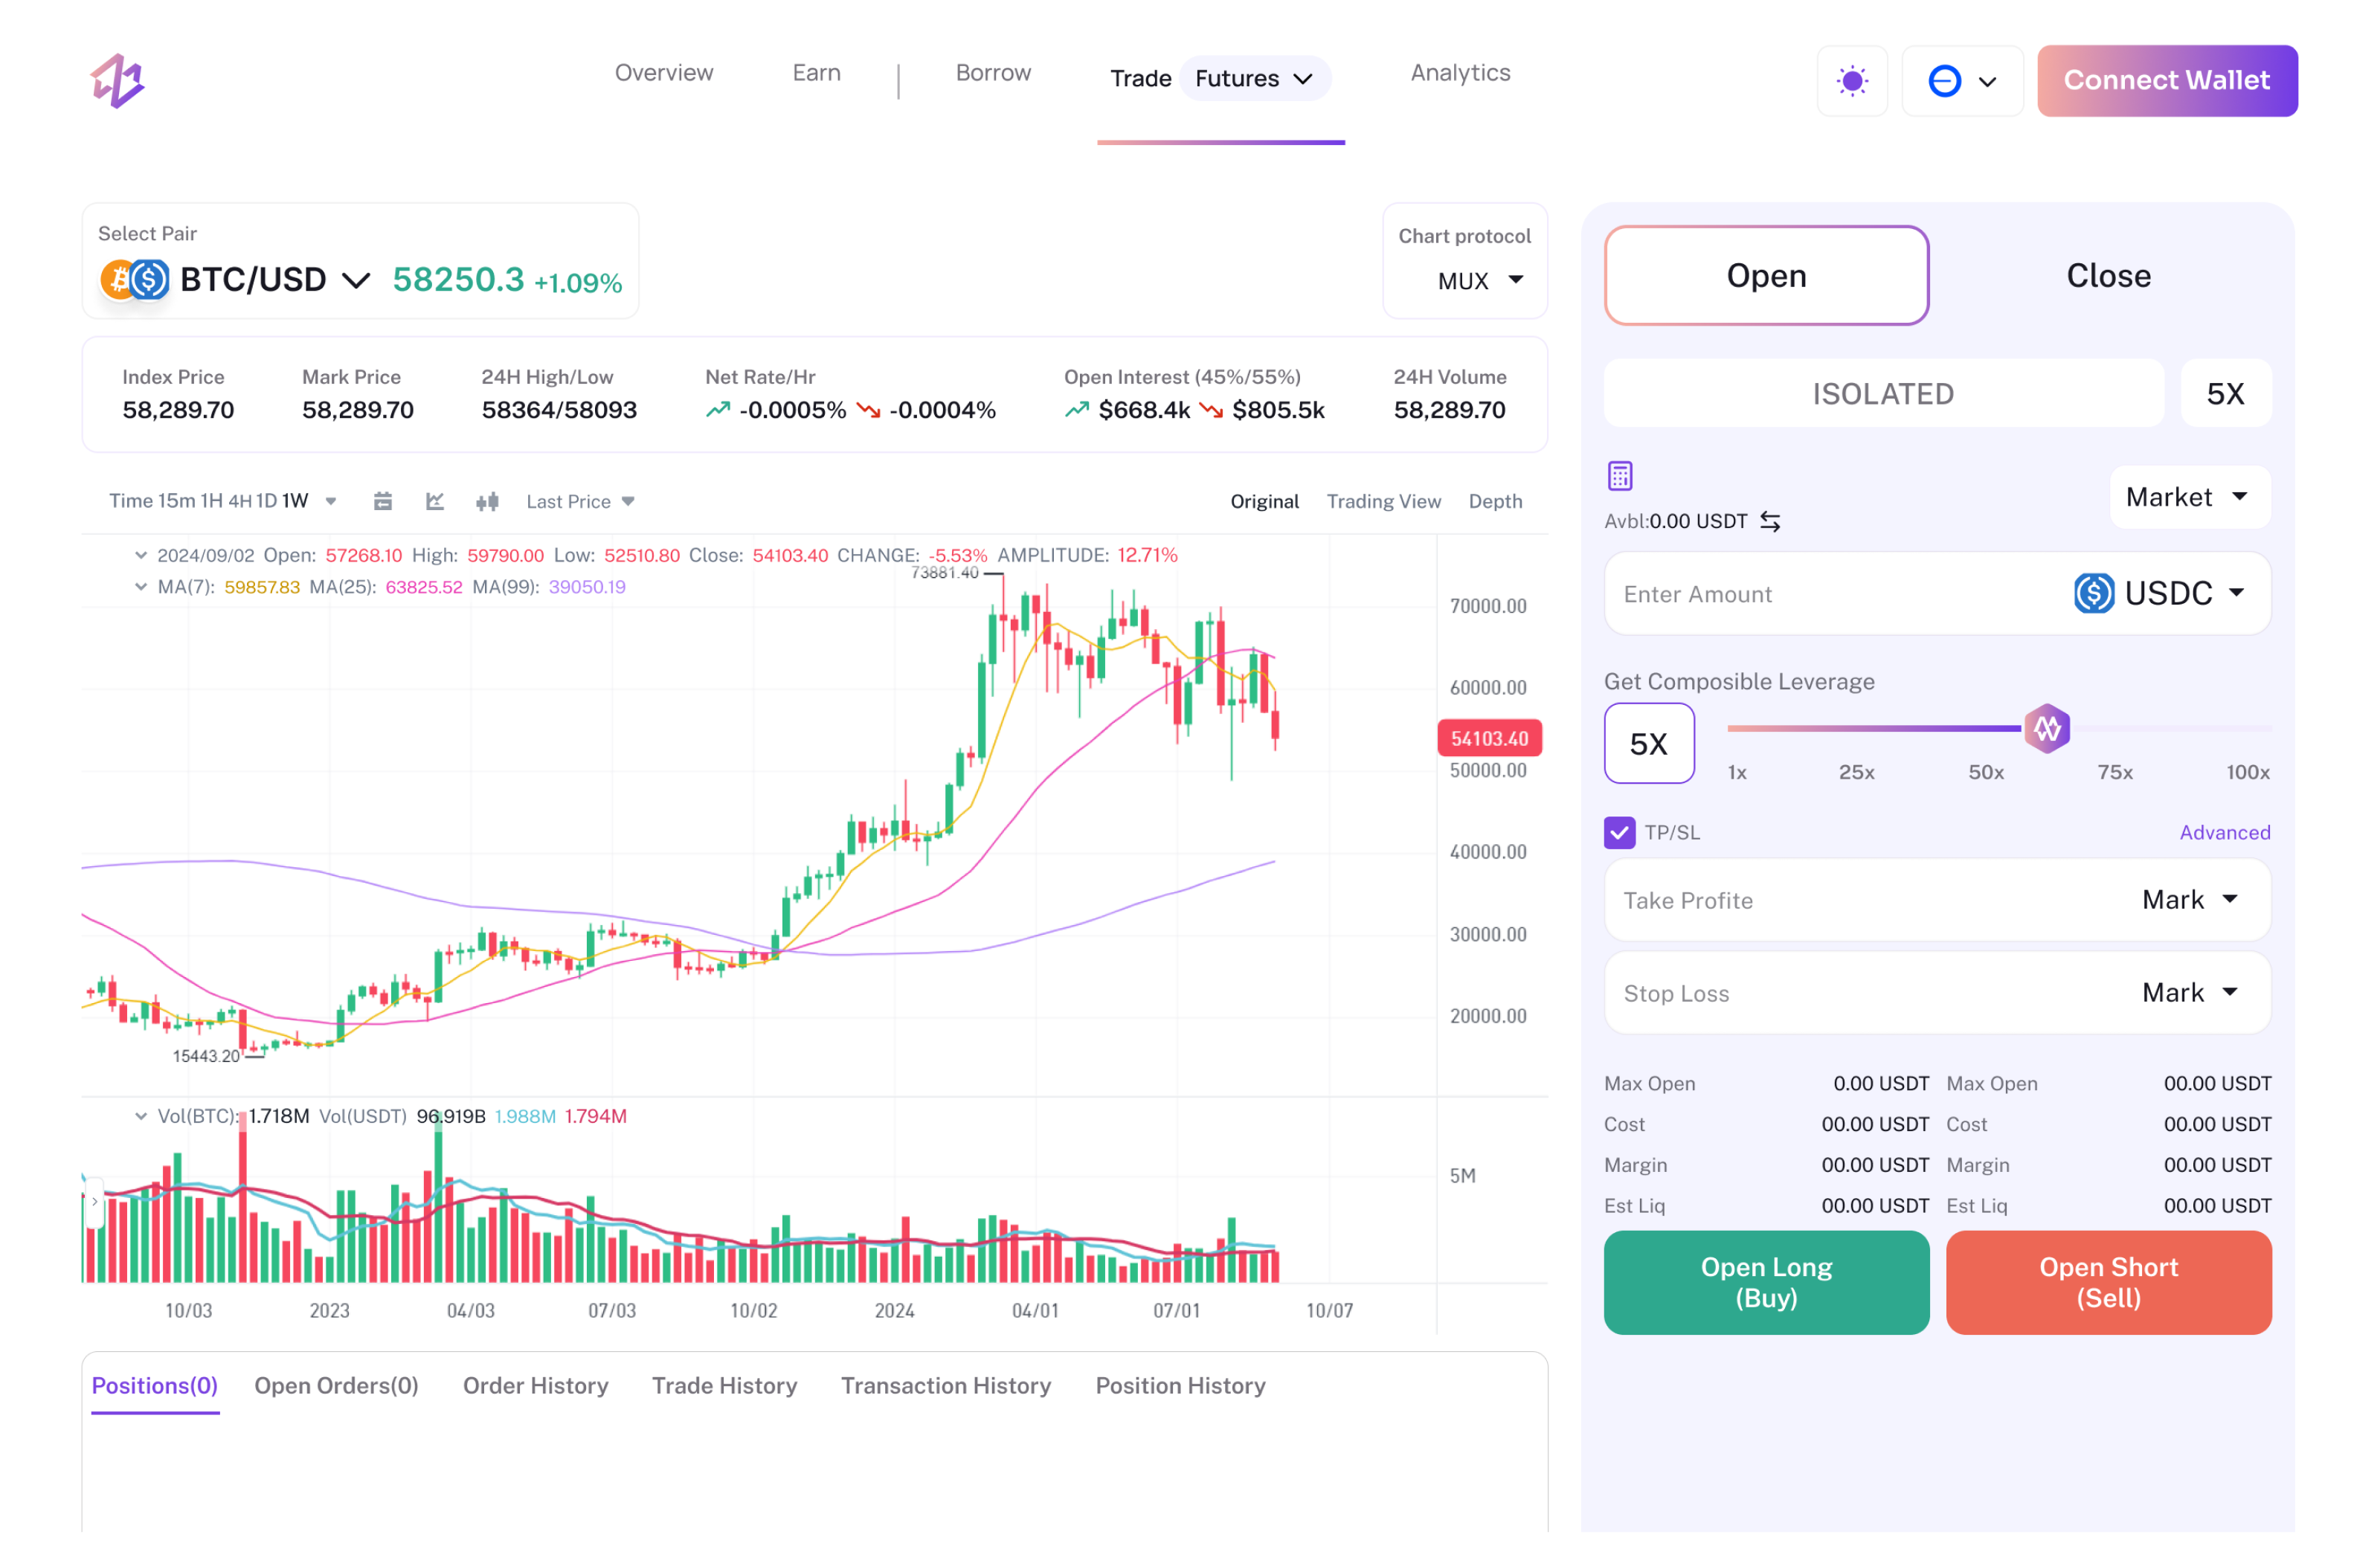 Overview Earn Borrow Trade Futures Analytics Connect Wallet
Select Pair
BTC/USD 58250.3 +1.09%
Chart protocol
MUX
Index Price Mark Price 24H High/Low Net Rate/Hr Open Interest (45%/55%) 24H Volume
58,289.70 58,289.70 58364/58093 -0.0005% -0.0004% $668.4k $805.5k 58,289.70
Time 15m 1H 4H 1D 1W Last Price Original Trading View Depth
2024/09/02 Open: 57268.10 High: 59790.00 Low: 52510.80 Close: 54103.40 CHANGE: -5.53% AMPLITUDE: 12.71%
73881.40
MA(7): 59857.83 MA(25): 63825.52 MA(99): 39050.19
70000.00
60000.00
54103.40
50000.00
40000.00
30000.00
20000.00
15443.20
Vol(BTC): 1.718M Vol(USDT) 96.919B 1.988M 1.794M
5M
10/03 2023 04/03 07/03 10/02 2024 04/01 07/01 10/07
Positions(0) Open Orders(0) Order History Trade History Transaction History Position History
Open Close
ISOLATED 5X
Market
Avbl:0.00 USDT
Enter Amount USDC
Get Composible Leverage
5X
1x 25x 50x 75x 100x
TP/SL Advanced
Take Profite Mark
Stop Loss Mark
Max Open 0.00 USDT Max Open 00.00 USDT
Cost 00.00 USDT Cost 00.00 USDT
Margin 00.00 USDT Margin 00.00 USDT
Est Liq 00.00 USDT Est Liq 00.00 USDT
Open Long Open Short
(Buy) (Sell)